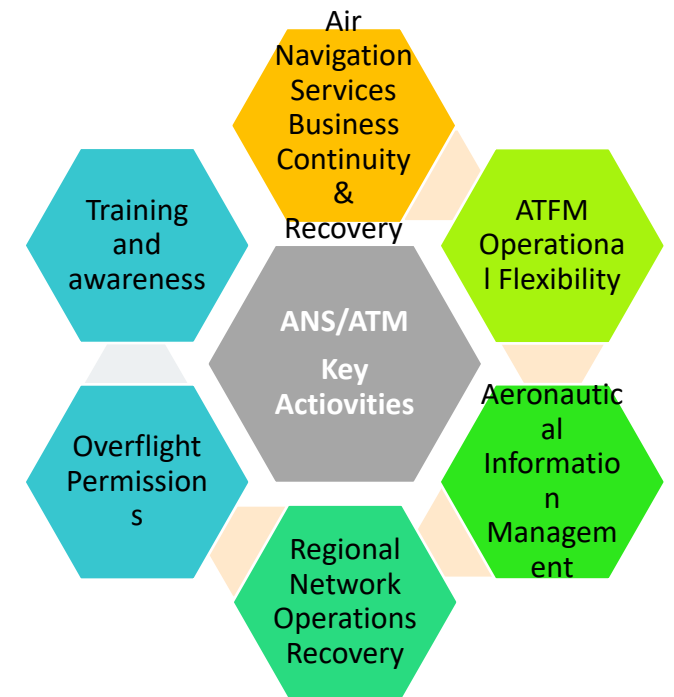 Air
Navigation
Services
Business
Continuity
&
Recovery
ATFM
Operationa
l Flexibility
Aeronautic
al
Informatio
n
Managem
ent
Regional
Network
Operations
Recovery
Overflight
Permission
s
Training
and
awareness
ANS/ATM
Key
Actiovities